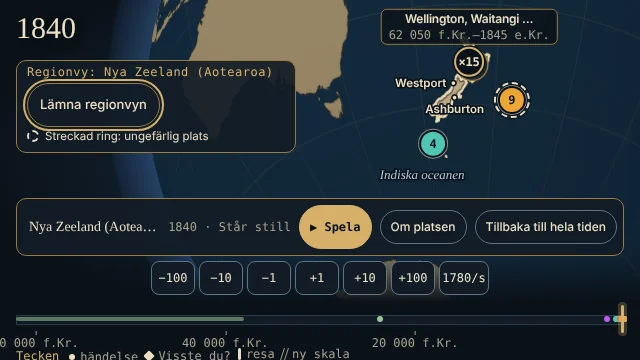 1840
Wellington, Waitangi ...
62 050 f.Kr.–1845 e.Kr.
Regionvy: Nya Zeeland (Aotearoa)
×15
Westport
Lämna regionvyn
9
Ashburton
Streckad ring: ungefärlig plats
4
Indiska oceanen
Nya Zeeland (Aotea… 1840 · Står still ▶ Spela Om platsen Tillbaka till hela tiden
−100 −10 −1 +1 +10 +100 1780/s
0 000 f.Kr. 40 000 f.Kr. 20 000 f.Kr.
Tecken händelse Visste du? resa // ny skala